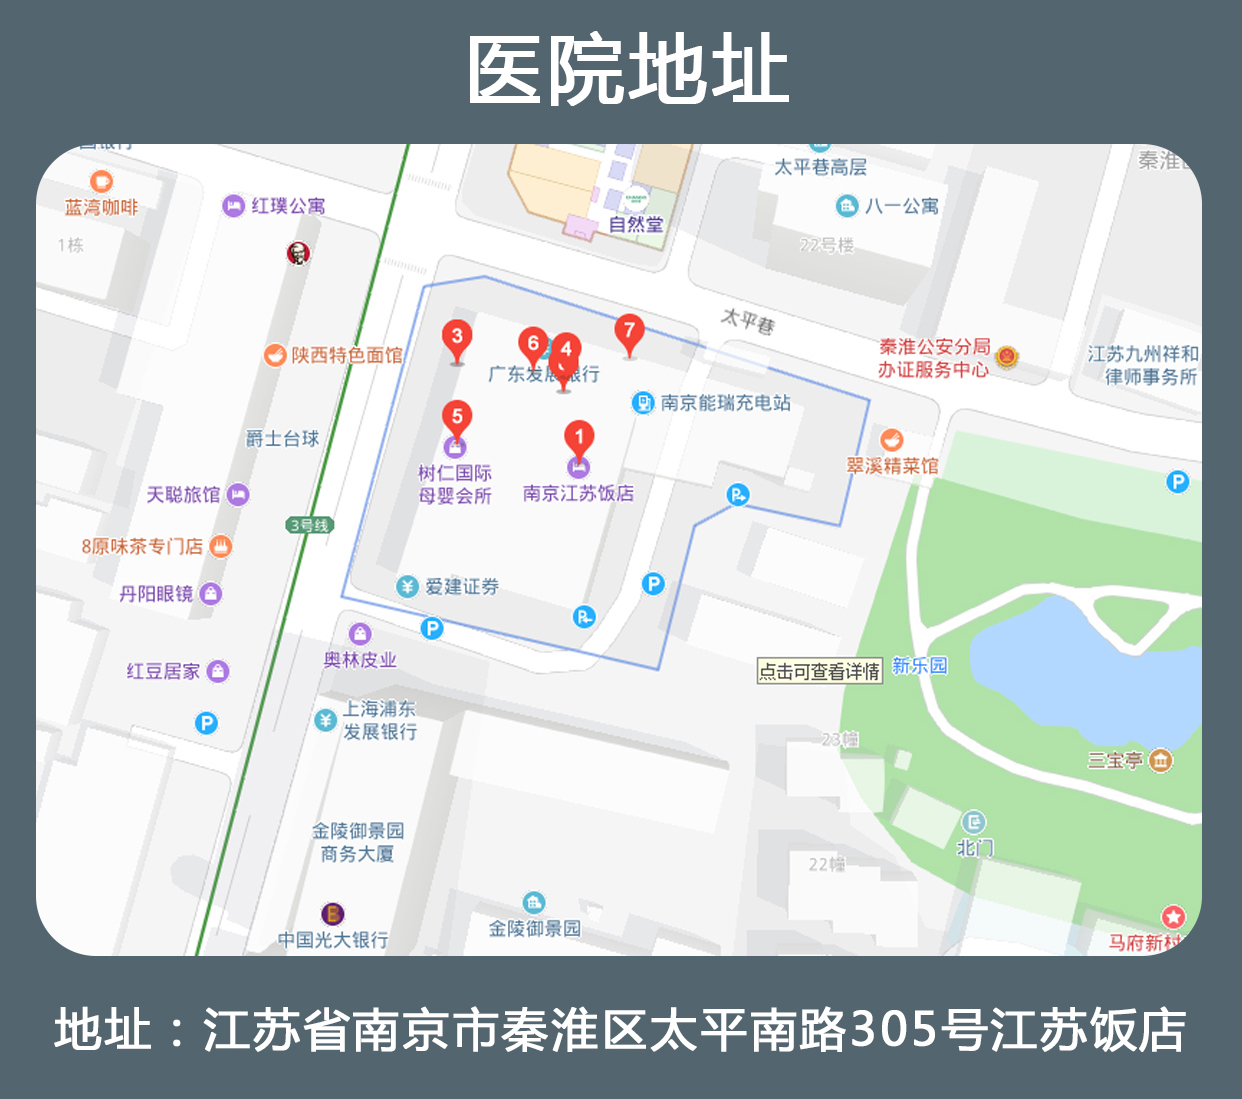 医院地址
蓝湾咖啡
红璞公寓
1栋
自然堂
太平巷高层
八一公寓
22号楼
秦淮
太平巷
3
6
4
7
广东发展银行
陕西特色面馆
南京能瑞充电站
秦淮公安分局
办证服务中心
江苏九州祥和
律师事务所
5
1
树仁国际
母婴会所
南京江苏饭店
爵士台球
翠溪精菜馆
天聪旅馆
3号线
8原味茶专门店
丹阳眼镜
¥
爱建证券
P
P
P
P
P
奥林皮业
红豆居家
P
点击可查看详情
新乐园
¥
上海浦东
发展银行
23幢
三宝亭
金陵御景园
商务大厦
北门
22幢
B
中国光大银行
金陵御景园
马府新村
地址：江苏省南京市秦淮区太平南路305号江苏饭店